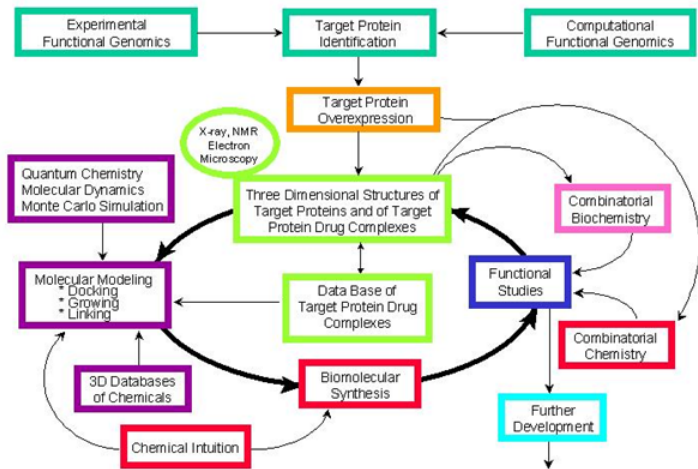 Experimental
Functional Genomics
Target Protein
Identification
Computational
Functional Genomics
Target Protein
Overexpression
X-ray, NMR
Electron
Microscopy
Quantum Chemistry
Molecular Dynamics
Monte Carlo Simulation
Three Dimensional Structures of
Target Proteins and of Target
Protein Drug Complexes
Combinatorial
Biochemistry
Molecular Modeling
* Docking
* Growing
* Linking
Data Base of
Target Protein Drug
Complexes
Functional
Studies
Combinatorial
Chemistry
3D Databases
of Chemicals
Biomolecular
Synthesis
Further
Development
Chemical Intuition